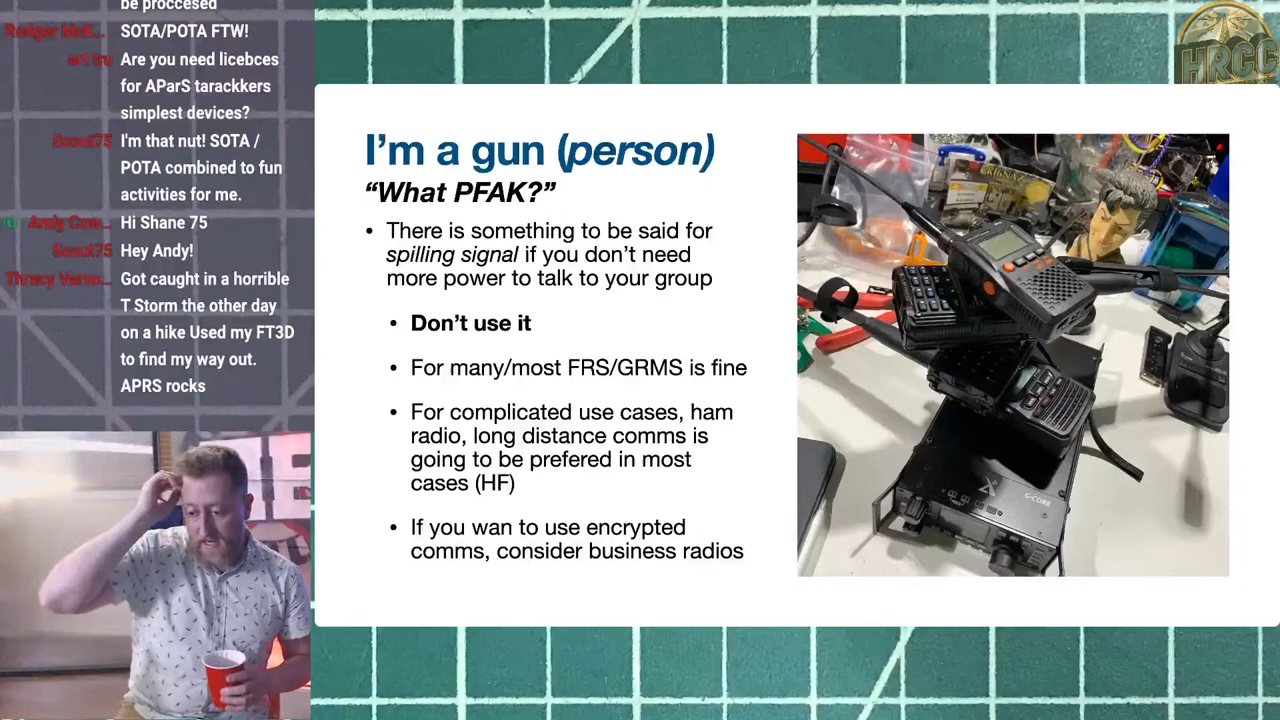 be proccesed
SOTA/POTA FTW!
art tru Are you need licebces
for AParS tarackkers
simplest devices?
Scout75 I'm that nut! SOTA /
POTA combined to fun
activities for me.
Hi Shane 75
Scout75 Hey Andy!
Got caught in a horrible
T Storm the other day
on a hike Used my FT3D
to find my way out.
APRS rocks
HRCC
I'm a gun (person)
“What PFAK?”
• There is something to be said for
spilling signal if you don't need
more power to talk to your group
• Don't use it
• For many/most FRS/GRMS is fine
• For complicated use cases, ham
radio, long distance comms is
going to be prefered in most
cases (HF)
• If you wan to use encrypted
comms, consider business radios
G-CORE